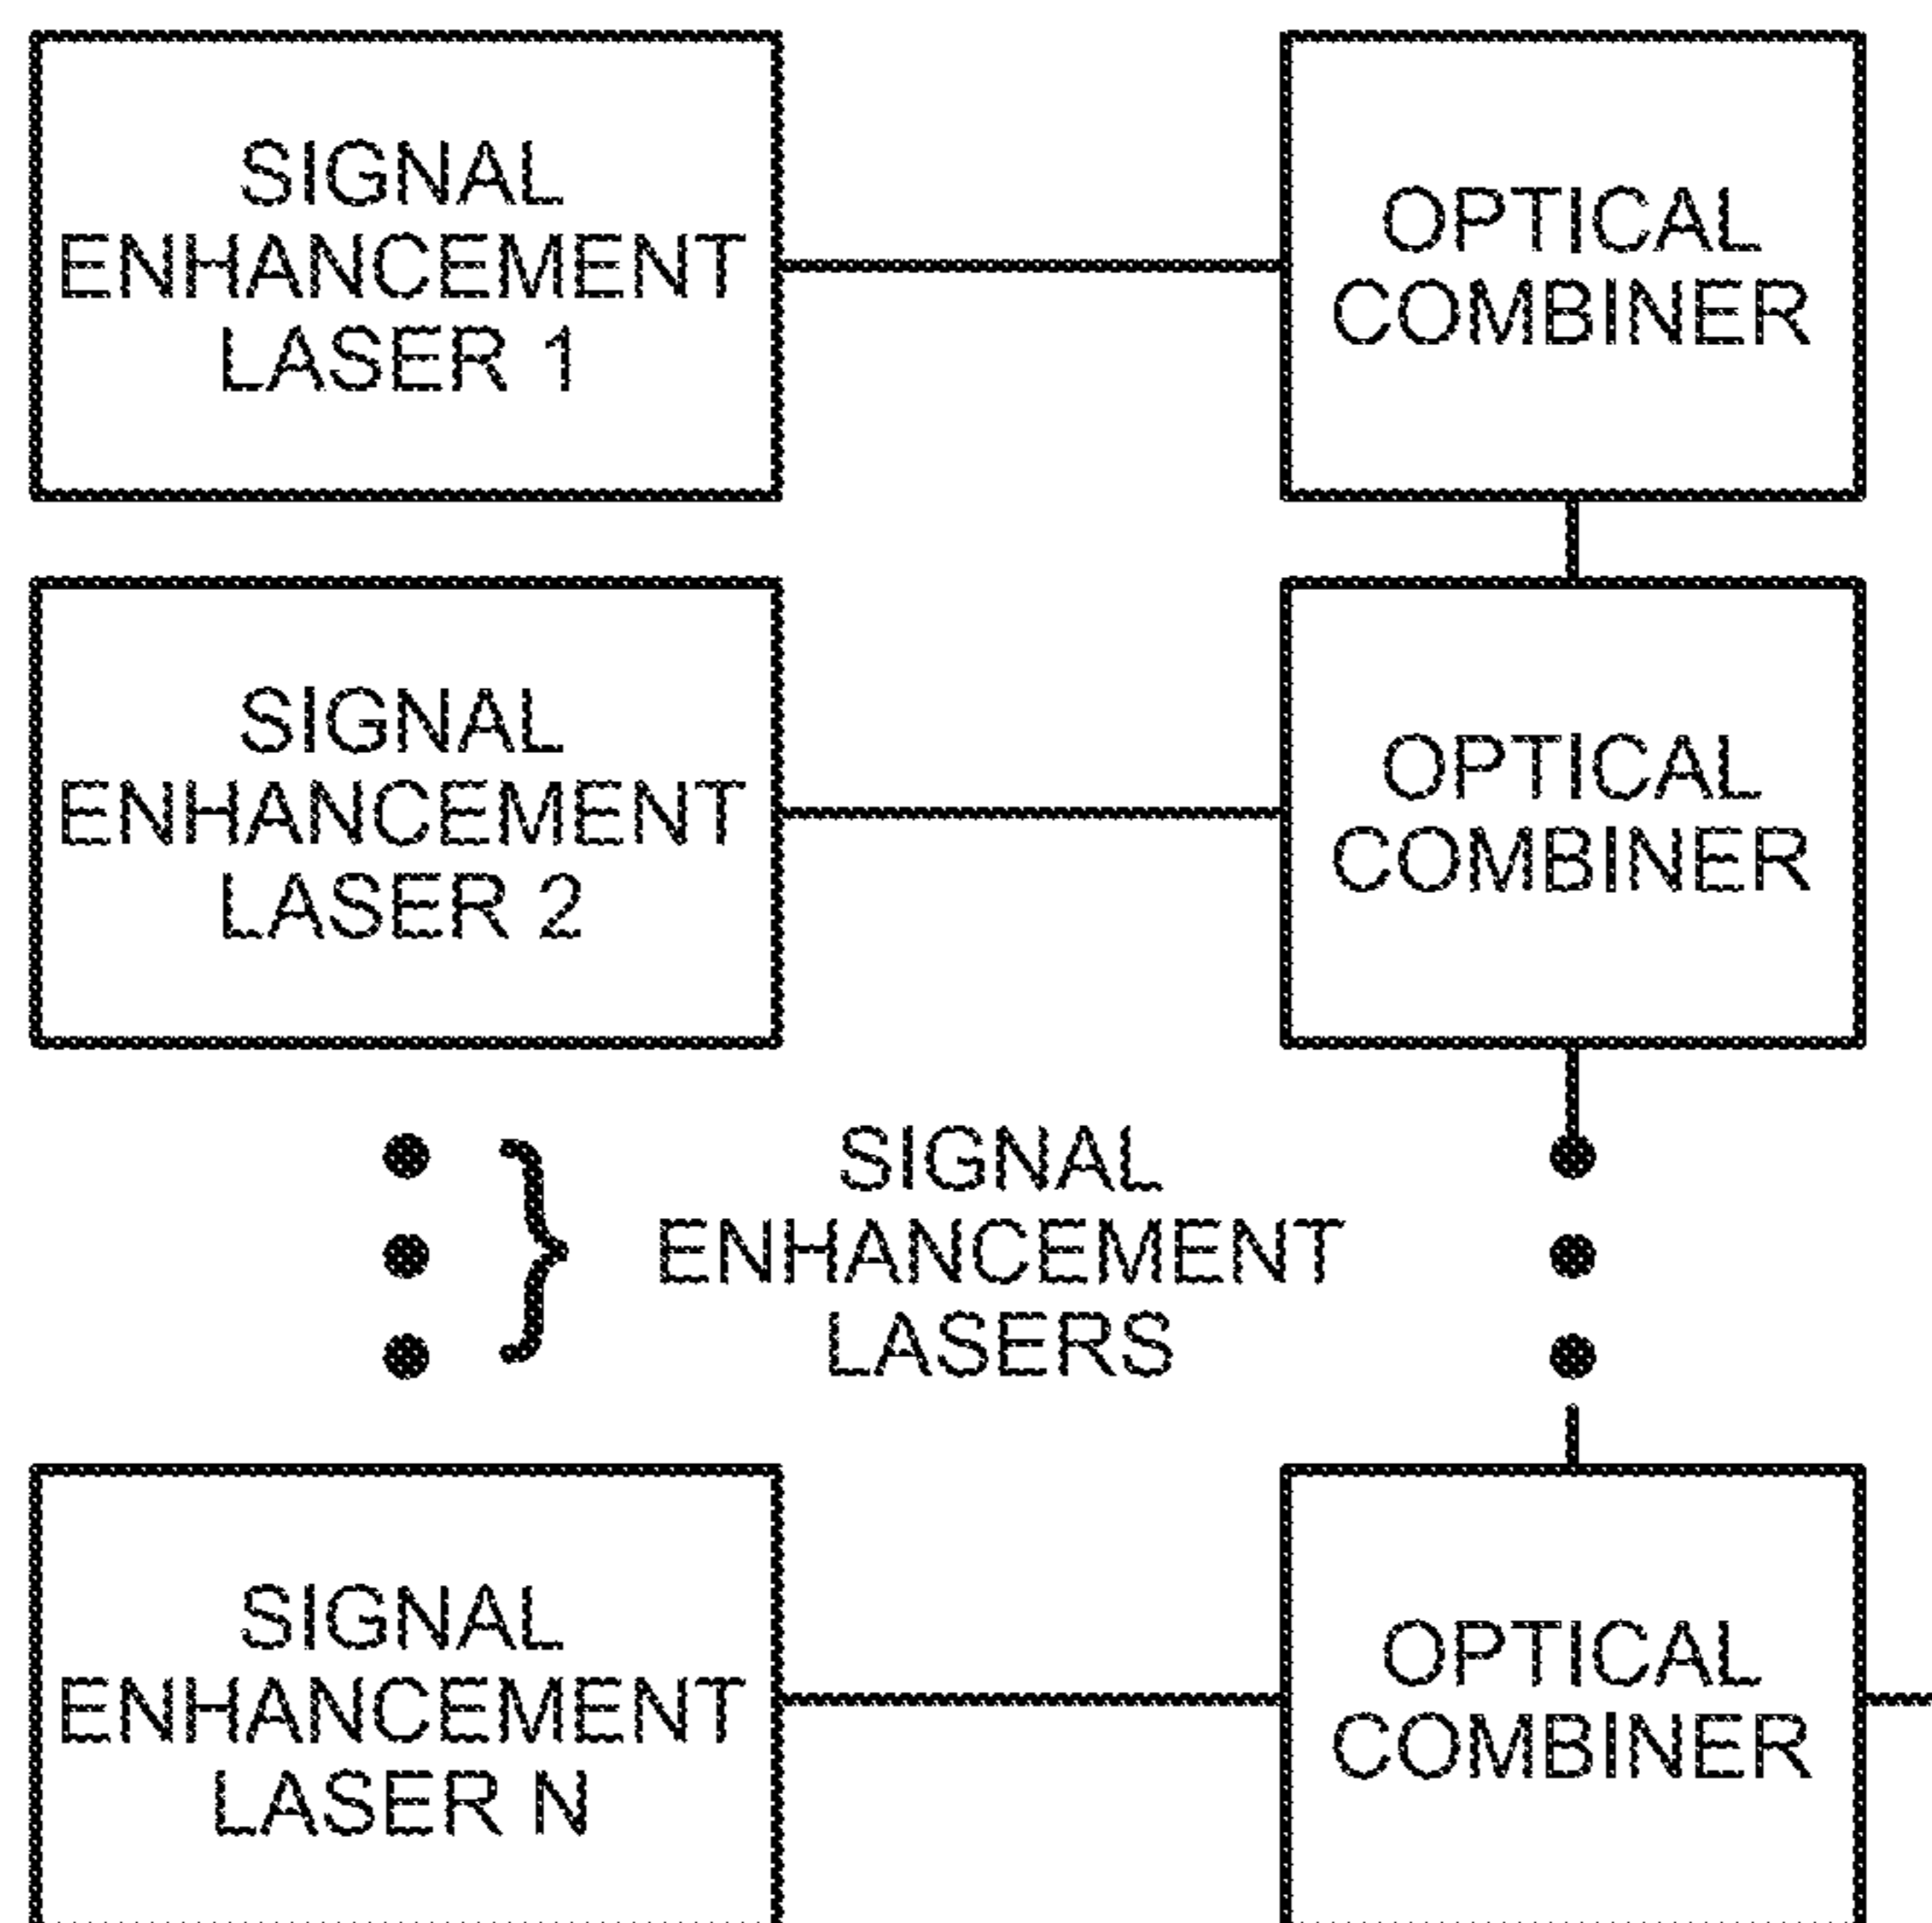 SIGNAL
ENHANCEMENT
LASER 1
OPTICAL
COMBINER
SIGNAL
ENHANCEMENT
LASER 2
OPTICAL
COMBINER
SIGNAL
ENHANCEMENT
LASERS
SIGNAL
ENHANCEMENT
LASER N
OPTICAL
COMBINER